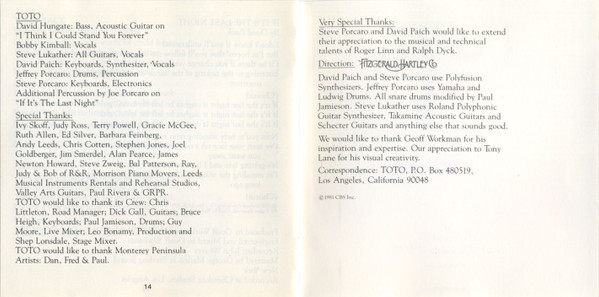 TOTO
David Hungate: Bass, Acoustic Guitar on
"I Think I Could Stand You Forever"
Bobby Kimball: Vocals
Steve Lukather: All Guitars, Vocals
David Paich: Keyboards, Synthesizer, Vocals
Jeffrey Porcaro: Drums, Percussion
Steve Porcaro: Keyboards, Electronics
Additional Percussion by Joe Porcaro on
"If It's The Last Night"
Special Thanks:
Ivy Skoff, Judy Ross, Terry Powell, Gracie McGee,
Ruth Allen, Ed Silver, Barbara Feinberg,
Andy Leeds, Chris Cotten, Stephen Jones, Joel
Goldberger, Jim Smerdel, Alan Pearce, James
Newton Howard, Steve Zweig, Bal Patterson, Ray,
Judy & Bob of R&R, Morrison Piano Movers, Leeds
Musical Instruments Rentals and Rehearsal Studios,
Valley Arts Guitars, Paul Rivera & GRPR.
TOTO would like to thank its Crew: Chris
Littleton, Road Manager; Dick Gall, Guitars; Bruce
Heigh, Keyboards; Paul Jamieson, Drums; Guy
Moore, Live Mixer; Leo Bonamy, Production and
Shep Lonsdale, Stage Mixer.
TOTO would like to thank Monterey Peninsula
Artists: Dan, Fred & Paul.
14
Very Special Thanks:
Steve Porcaro and David Paich would like to extend
their appreciation to the musical and technical
talents of Roger Linn and Ralph Dyck.
Direction: FITZGERALD HARTLEY CO
David Paich and Steve Porcaro use Polyfusion
Synthesizers. Jeffrey Porcaro uses Yamaha and
Ludwig Drums. All snare drums modified by Paul
Jamieson. Steve Lukather uses Roland Polyphonic
Guitar Synthesizer, Takamine Acoustic Guitars and
Schecter Guitars and anything else that sounds good.
We would like to thank Geoff Workman for his
inspiration and expertise. Our appreciation to Tony
Lane for his visual creativity.
Correspondence: TOTO, P.O. Box 480519,
Los Angeles, California 90048
© 1981 CBS Inc.